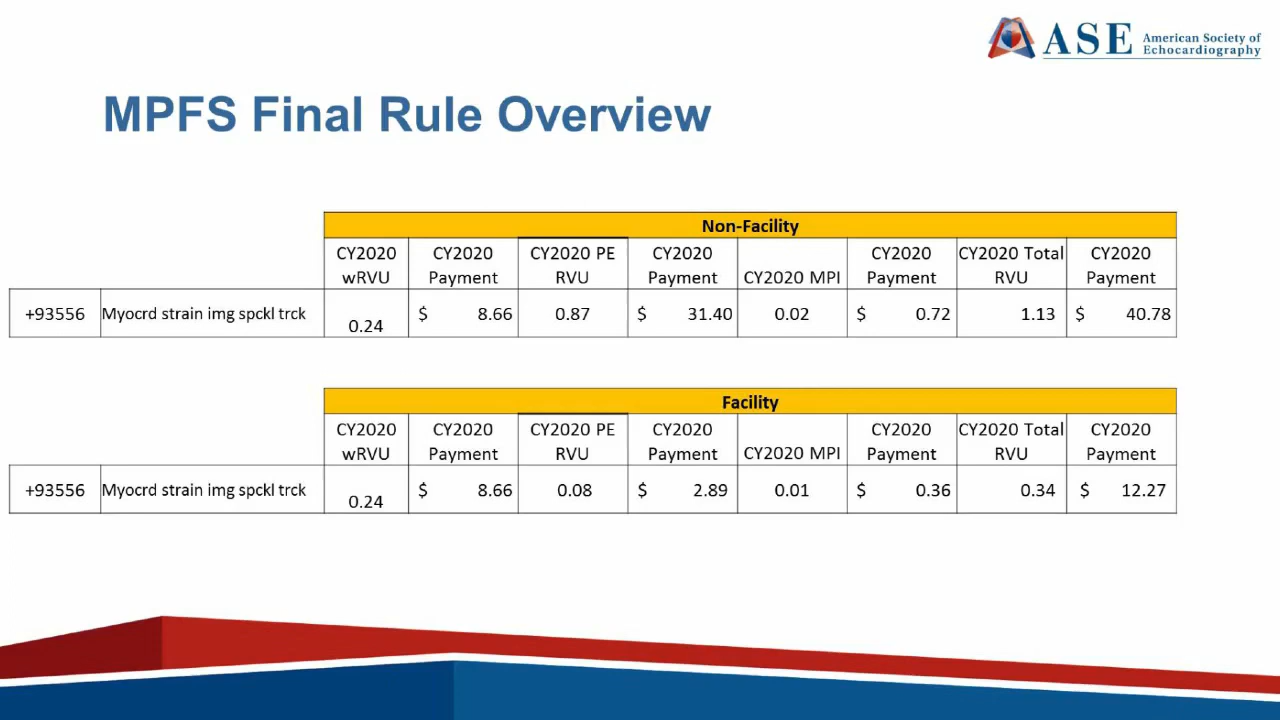 ASE American Society of
Echocardiography
MPFS Final Rule Overview
Non-Facility
CY2020 wRVU CY2020 Payment CY2020 PE RVU CY2020 Payment CY2020 MPI CY2020 Payment CY2020 Total RVU CY2020 Payment
+93556 Myocrd strain img spckl trck 0.24 $ 8.66 0.87 $ 31.40 0.02 $ 0.72 1.13 $ 40.78
Facility
CY2020 wRVU CY2020 Payment CY2020 PE RVU CY2020 Payment CY2020 MPI CY2020 Payment CY2020 Total RVU CY2020 Payment
+93556 Myocrd strain img spckl trck 0.24 $ 8.66 0.08 $ 2.89 0.01 $ 0.36 0.34 $ 12.27